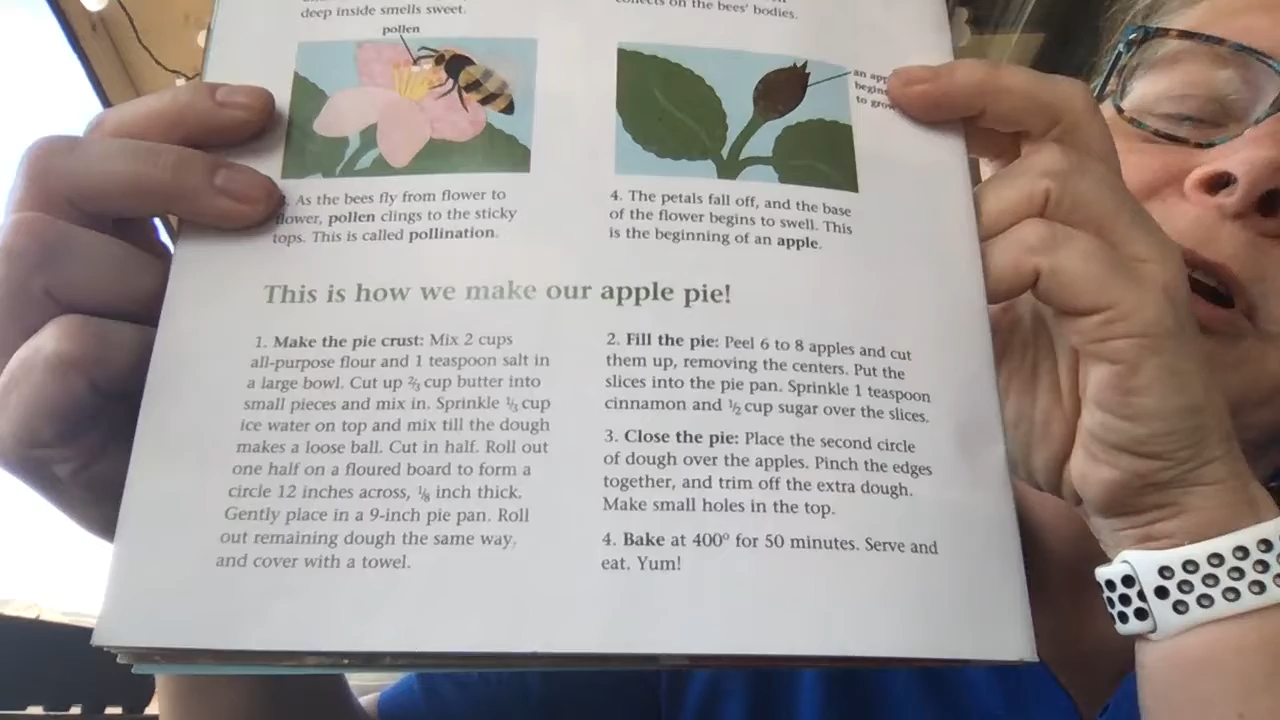 deep inside smells sweet.
on the bees' bodies.
pollen
an app
begins
to grow
3. As the bees fly from flower to
flower, pollen clings to the sticky
tops. This is called pollination.
4. The petals fall off, and the base
of the flower begins to swell. This
is the beginning of an apple.
This is how we make our apple pie!
1. Make the pie crust: Mix 2 cups
all-purpose flour and 1 teaspoon salt in
a large bowl. Cut up ⅔ cup butter into
small pieces and mix in. Sprinkle ⅓ cup
ice water on top and mix till the dough
makes a loose ball. Cut in half. Roll out
one half on a floured board to form a
circle 12 inches across, ⅛ inch thick.
Gently place in a 9-inch pie pan. Roll
out remaining dough the same way,
and cover with a towel.
2. Fill the pie: Peel 6 to 8 apples and cut
them up, removing the centers. Put the
slices into the pie pan. Sprinkle 1 teaspoon
cinnamon and ½ cup sugar over the slices.
3. Close the pie: Place the second circle
of dough over the apples. Pinch the edges
together, and trim off the extra dough.
Make small holes in the top.
4. Bake at 400° for 50 minutes. Serve and
eat. Yum!